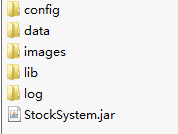 config
data
images
lib
log
StockSystem.jar